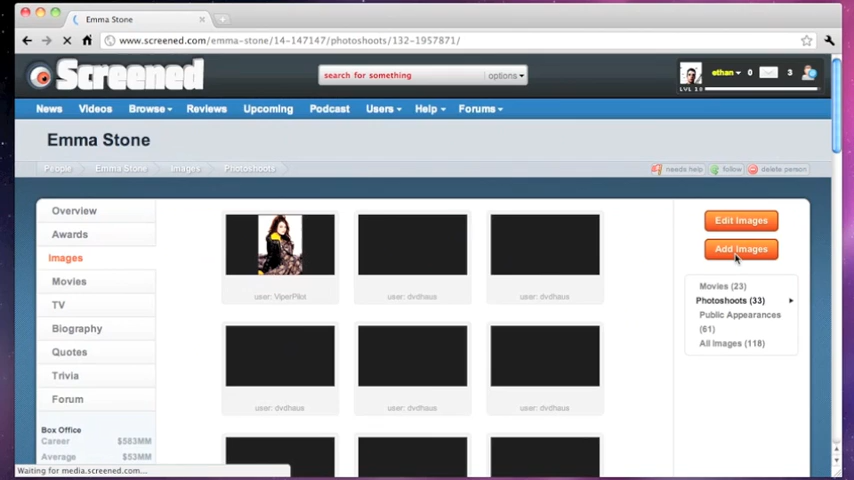 Emma Stone
www.screened.com/emma-stone/14-147147/photoshoots/132-1957871/
Screened
search for something
options
ethan 0 3
LVL 10
News Videos Browse Reviews Upcoming Podcast Users Help Forums
Emma Stone
People Emma Stone Images Photoshoots
needs help follow delete person
Overview
Awards
Images
Movies
TV
Biography
Quotes
Trivia
Forum
Box Office
Career $583MM
Average $53MM
user: ViperPilot user: dvdhaus user: dvdhaus
user: dvdhaus user: dvdhaus user: dvdhaus
Edit Images
Add Images
Movies (23)
Photoshoots (33)
Public Appearances
(61)
All Images (118)
Waiting for media.screened.com...